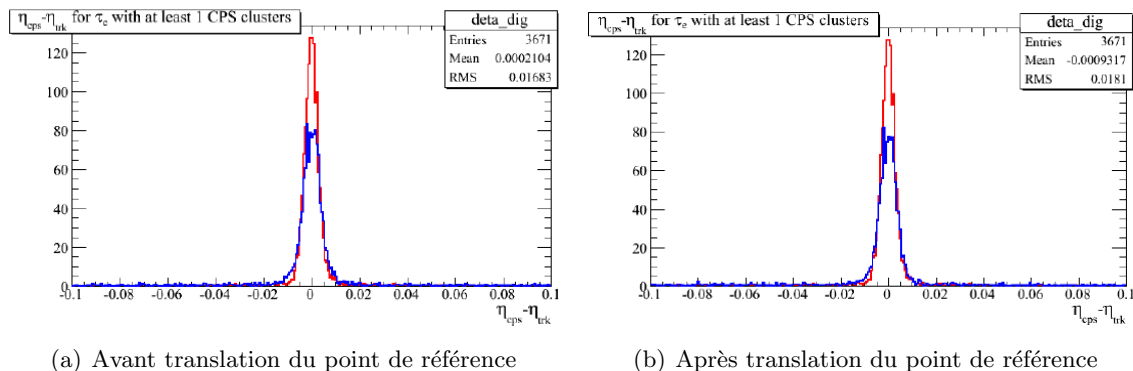 η_cps-η_trk for τ_e with at least 1 CPS clusters
deta_dig
Entries 3671
Mean 0.0002104
RMS 0.01683
120
100
80
60
40
20
0
-0.1 -0.08 -0.06 -0.04 -0.02 0 0.02 0.04 0.06 0.08 0.1
η_cps-η_trk
(a) Avant translation du point de référence
η_cps-η_trk for τ_e with at least 1 CPS clusters
deta_dig
Entries 3671
Mean -0.0009317
RMS 0.0181
120
100
80
60
40
20
0
-0.1 -0.08 -0.06 -0.04 -0.02 0 0.02 0.04 0.06 0.08 0.1
η_cps-η_trk
(b) Après translation du point de référence